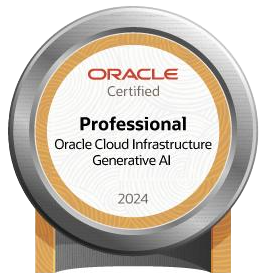 ORACLE
Certified
Professional
Oracle Cloud Infrastructure
Generative AI
2024